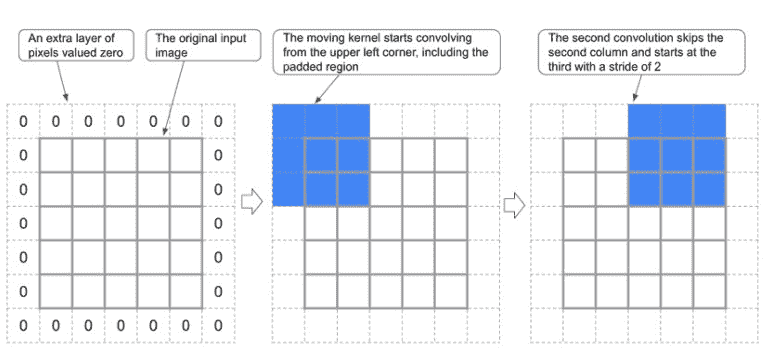 An extra layer of
pixels valued zero
The original input
image
The moving kernel starts convolving
from the upper left corner, including the
padded region
The second convolution skips the
second column and starts at the
third with a stride of 2
0 0 0 0 0 0 0
0 0
0 0
0 0
0 0
0 0
0 0 0 0 0 0 0